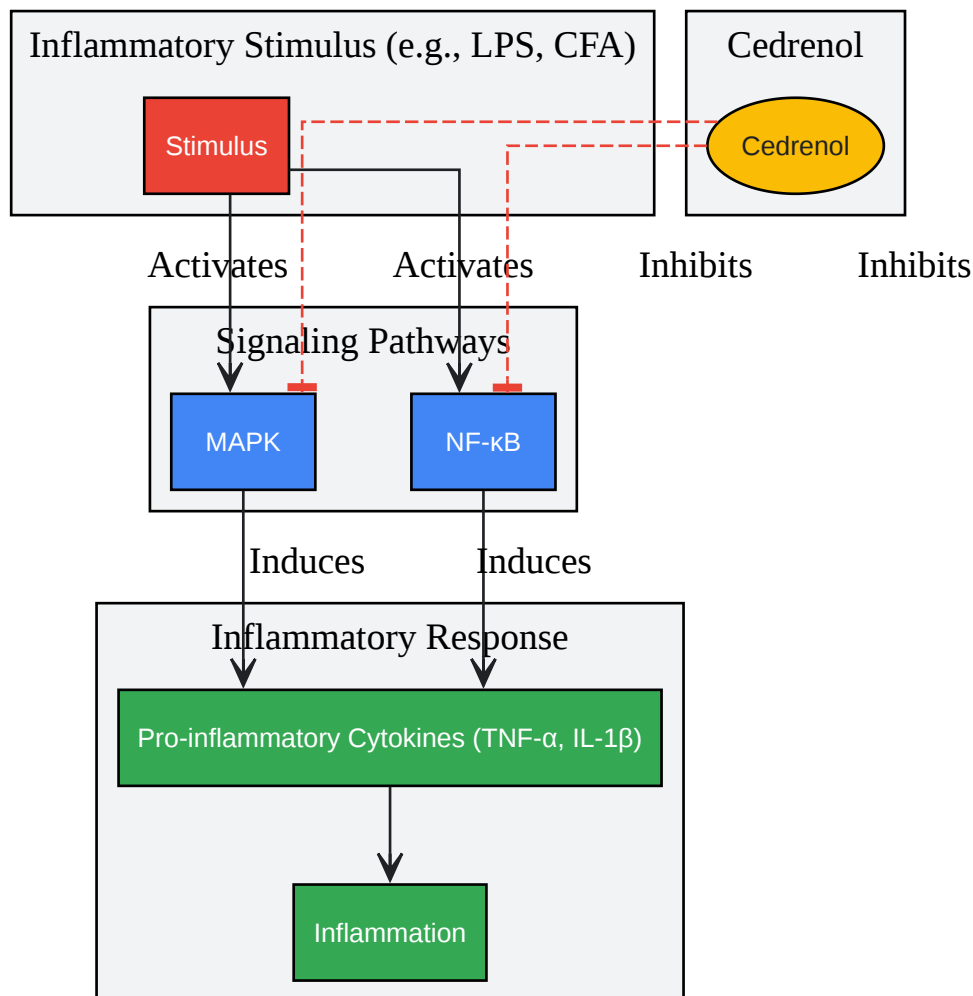 Inflammatory Stimulus (e.g., LPS, CFA)
Cedrenol
Stimulus
Cedrenol
Activates
Activates
Inhibits
Inhibits
Signaling Pathways
MAPK
NF-κB
Induces
Induces
Inflammatory Response
Pro-inflammatory Cytokines (TNF-α, IL-1β)
Inflammation